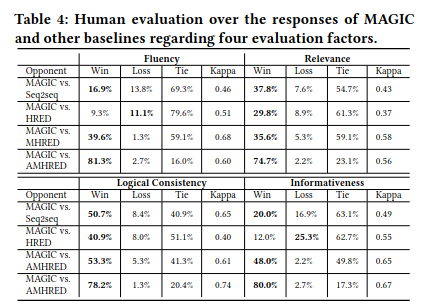 Table 4: Human evaluation over the responses of MAGIC
and other baselines regarding four evaluation factors.
Fluency Relevance
Opponent Win Loss Tie Kappa Win Loss Tie Kappa
MAGIC vs.
Seq2seq 16.9% 13.8% 69.3% 0.46 37.8% 7.6% 54.7% 0.43
MAGIC vs.
HRED 9.3% 11.1% 79.6% 0.51 29.8% 8.9% 61.3% 0.37
MAGIC vs.
MHRED 39.6% 1.3% 59.1% 0.68 35.6% 5.3% 59.1% 0.58
MAGIC vs.
AMHRED 81.3% 2.7% 16.0% 0.60 74.7% 2.2% 23.1% 0.56
Logical Consistency Informativeness
Opponent Win Loss Tie Kappa Win Loss Tie Kappa
MAGIC vs.
Seq2seq 50.7% 8.4% 40.9% 0.65 20.0% 16.9% 63.1% 0.49
MAGIC vs.
HRED 40.9% 8.0% 51.1% 0.40 12.0% 25.3% 62.7% 0.55
MAGIC vs.
AMHRED 53.3% 5.3% 41.3% 0.61 48.0% 2.2% 49.8% 0.65
MAGIC vs.
AMHRED 78.2% 1.3% 20.4% 0.74 80.0% 2.7% 17.3% 0.67